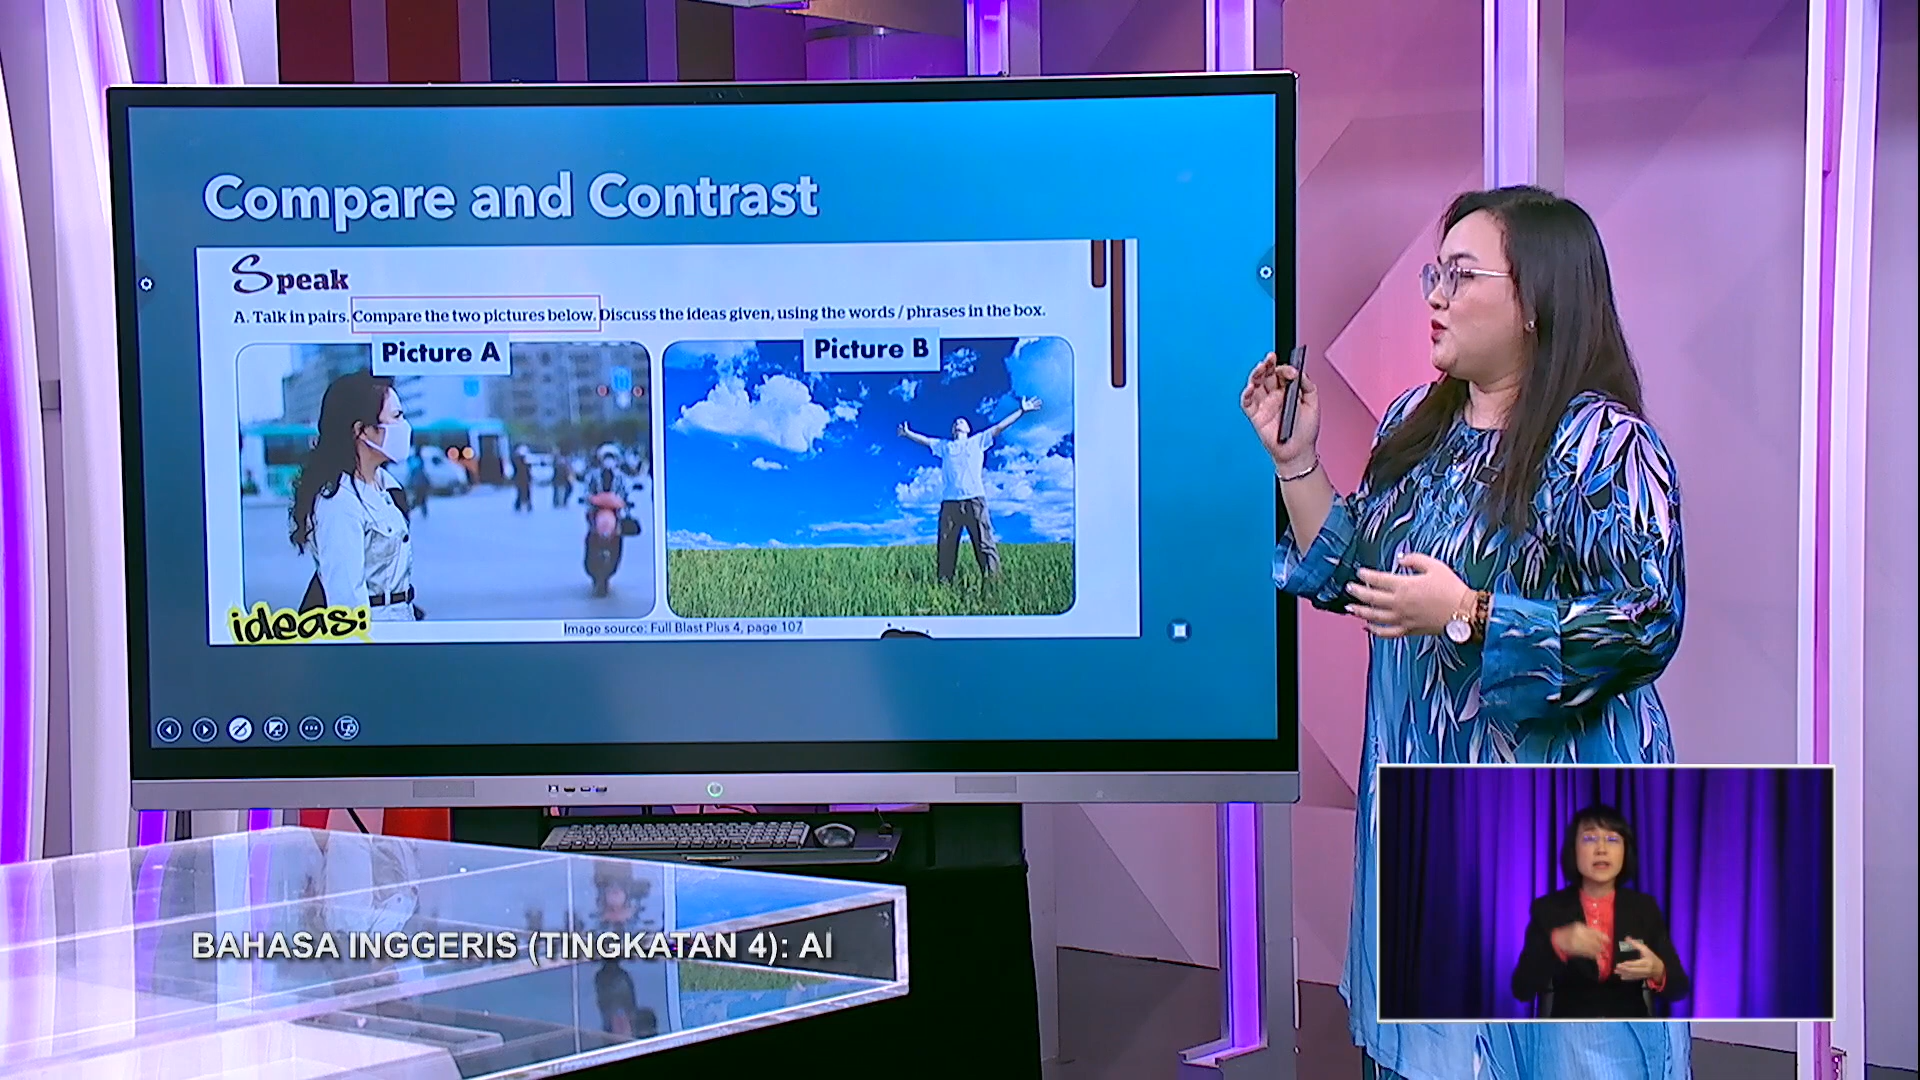 Compare and Contrast
Speak
A. Talk in pairs. Compare the two pictures below. Discuss the ideas given, using the words / phrases in the box.
Picture A
Picture B
ideas:
Image source: Full Blast Plus 4, page 107
BAHASA INGGERIS (TINGKATAN 4): AI